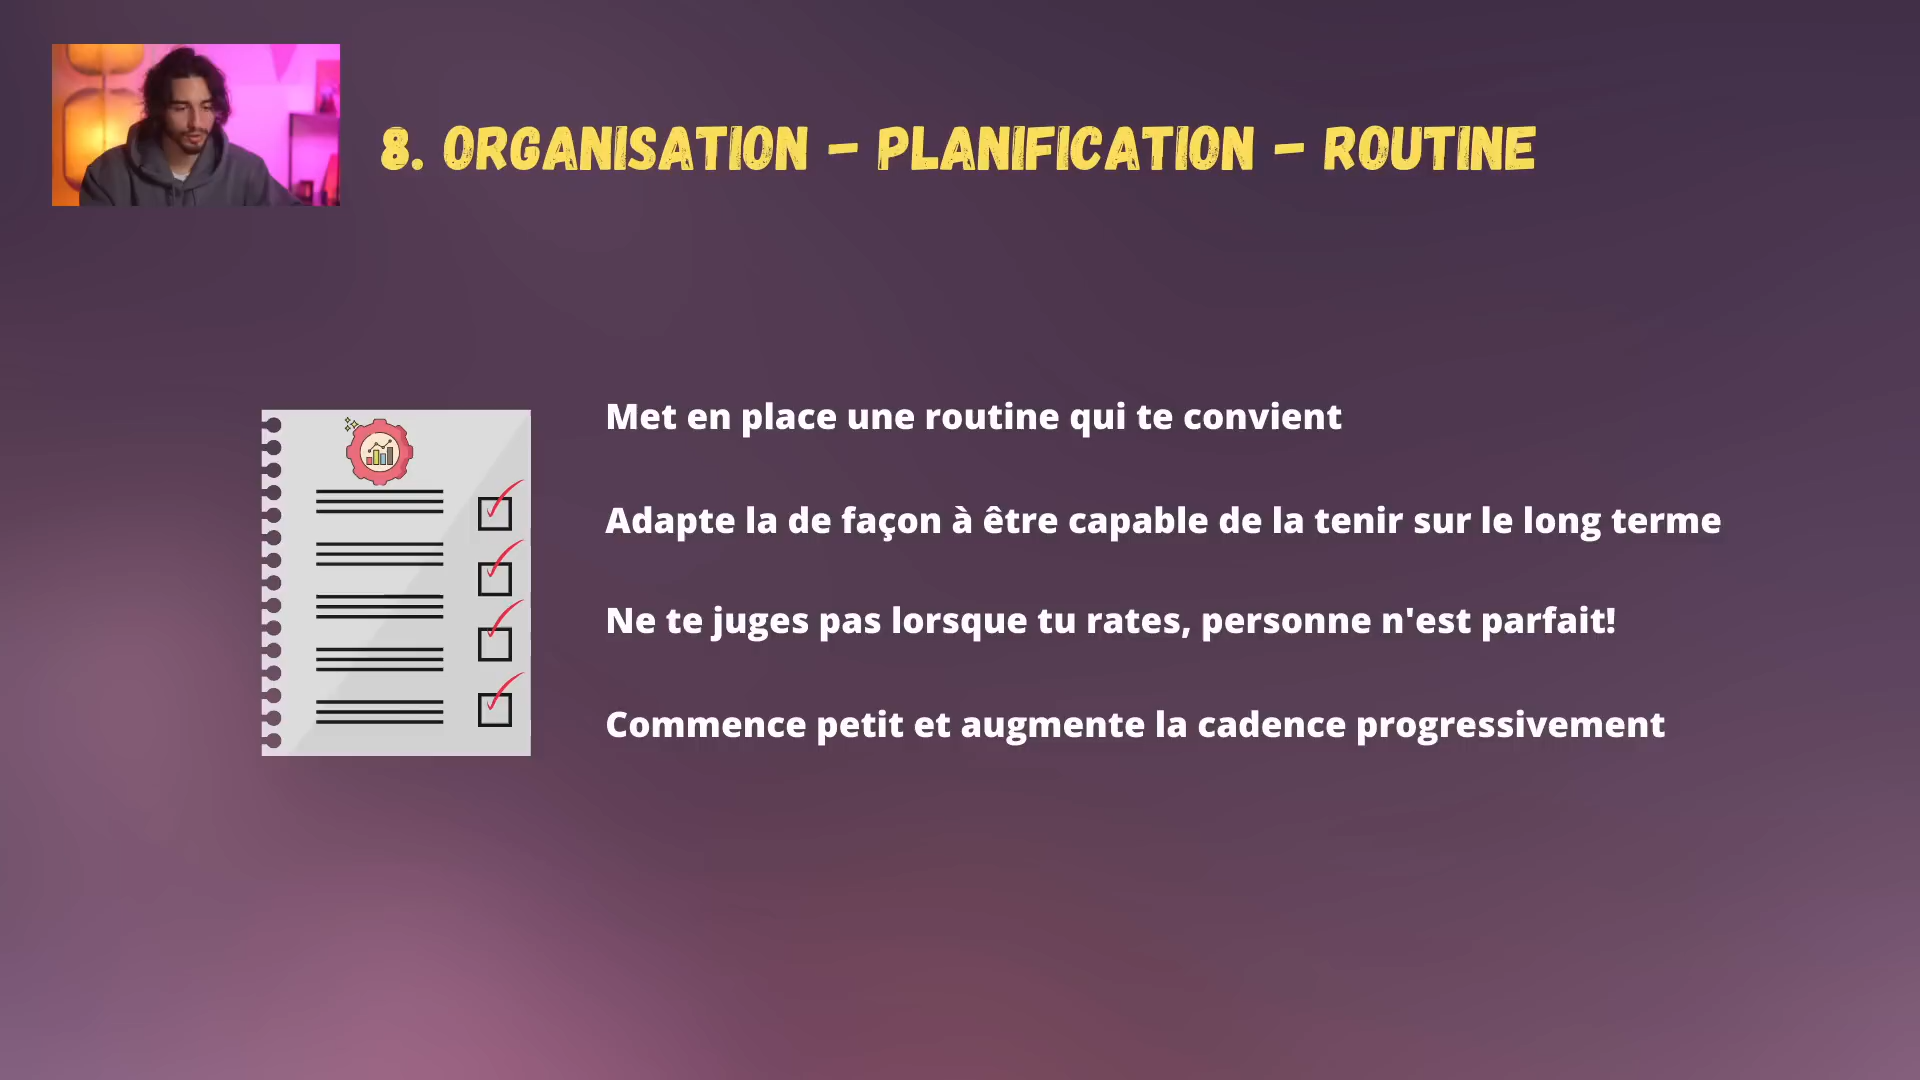 8. ORGANISATION - PLANIFICATION - ROUTINE
Met en place une routine qui te convient
Adapte la de façon à être capable de la tenir sur le long terme
Ne te juges pas lorsque tu rates, personne n'est parfait!
Commence petit et augmente la cadence progressivement